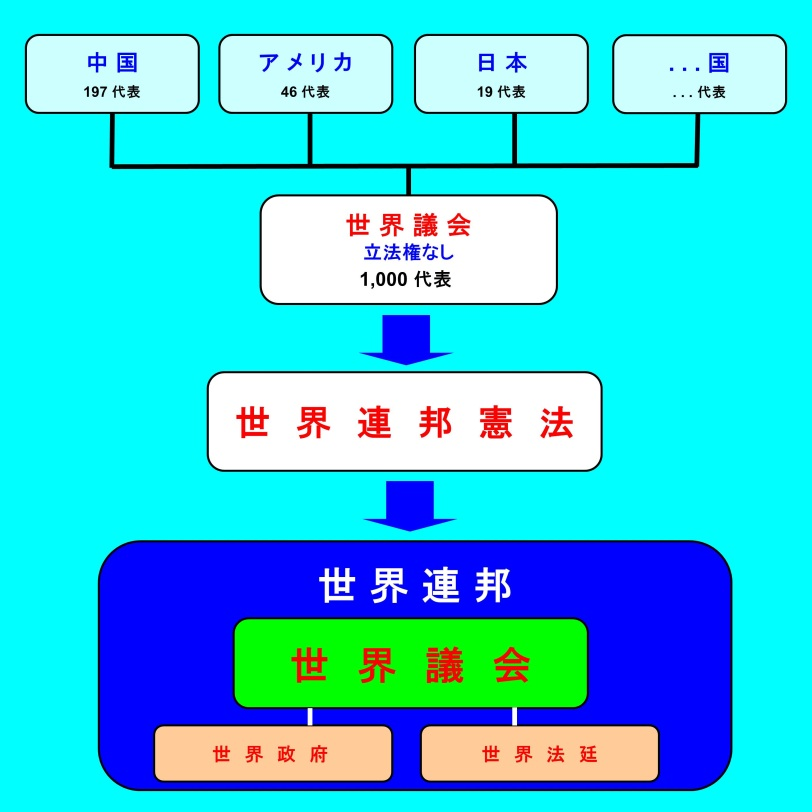 中国
197 代表
アメリカ
46 代表
日本
19 代表
...国
...代表
世界議会
立法権なし
1,000 代表
世界連邦憲法
世界連邦
世界議会
世界政府
世界法廷